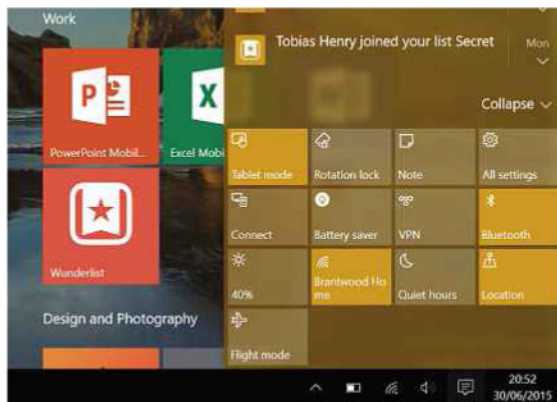 Work
Tobias Henry joined your list Secret
Mon
Collapse
PowerPoint Mobil...
Excel Mobi
Tablet mode
Rotation lock
Note
All settings
Connect
Battery saver
VPN
Bluetooth
Wunderlist
40%
Brantwood Ho
me
Quiet hours
Location
Design and Photography
Flight mode
20:52
30/06/2015